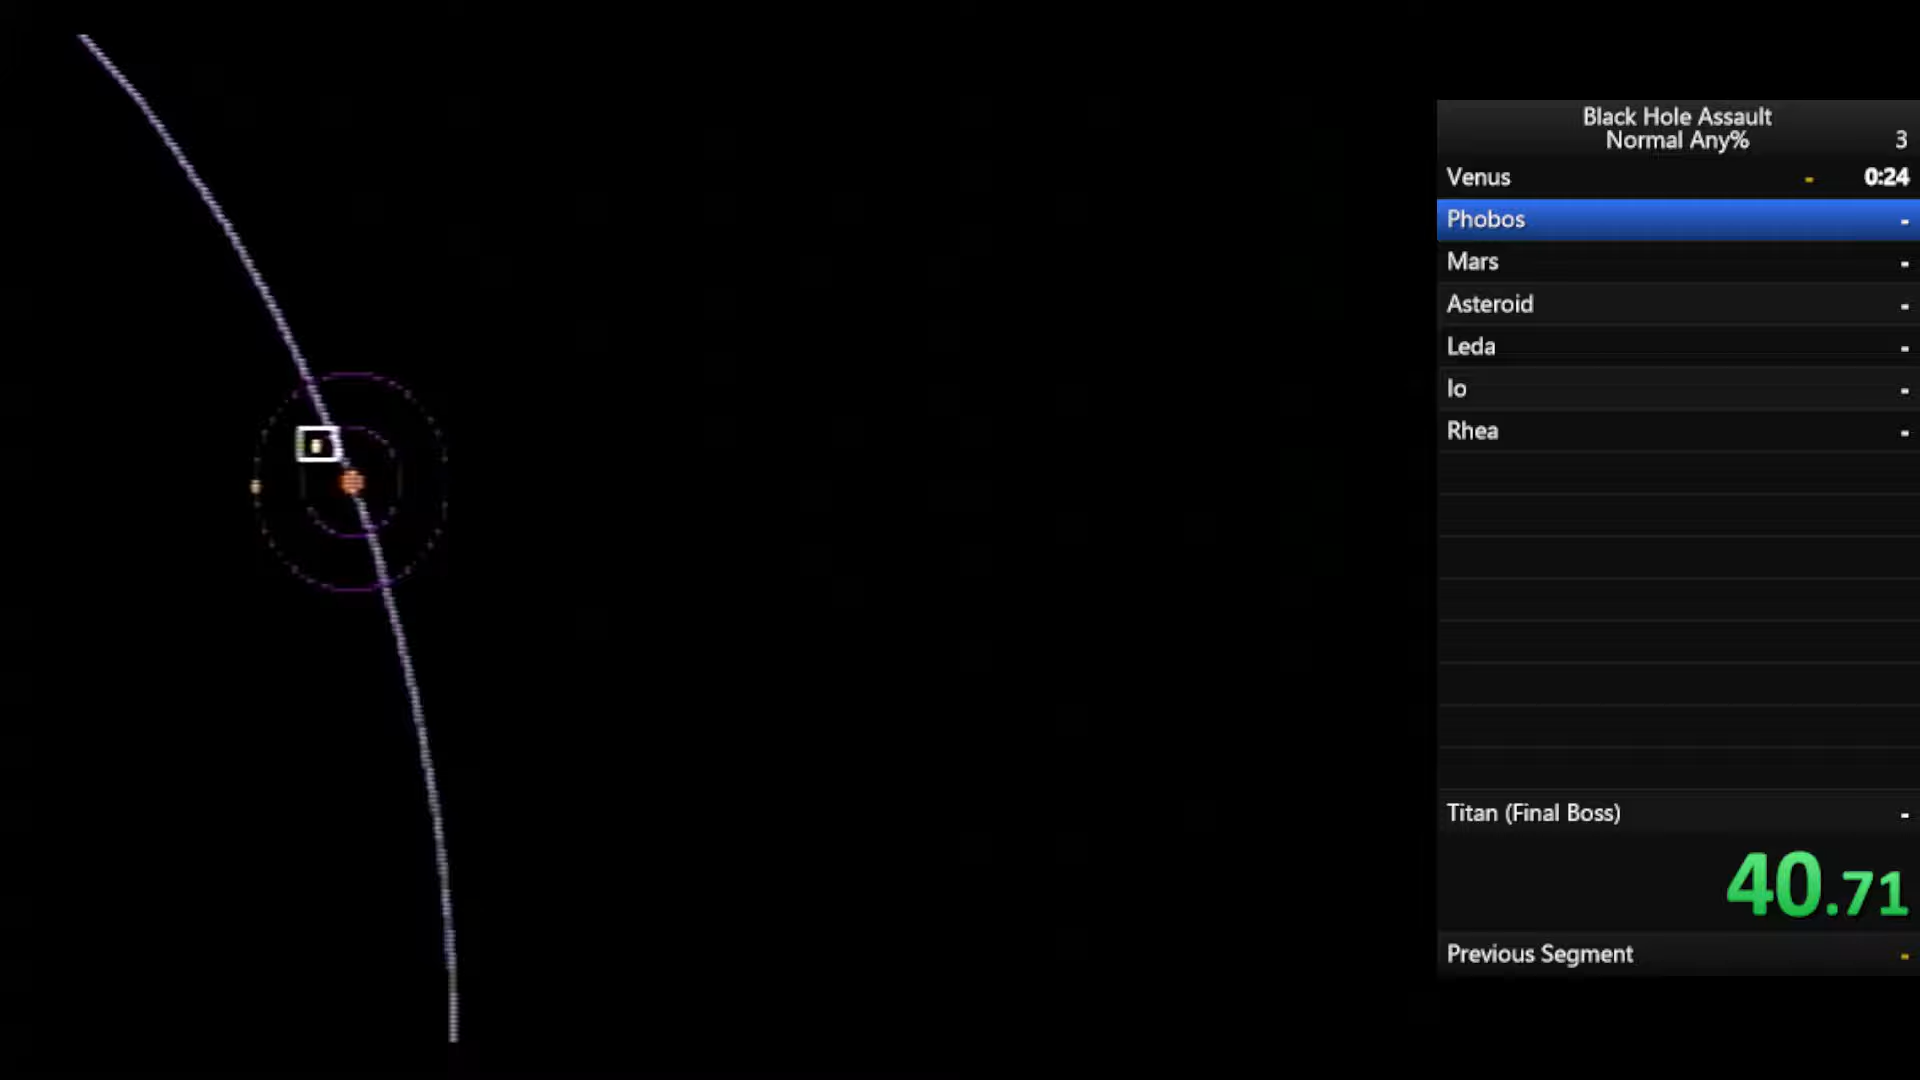 Black Hole Assault
Normal Any% 3
Venus - 0:24
Phobos -
Mars -
Asteroid -
Leda -
Io -
Rhea -
Titan (Final Boss) -
40.71
Previous Segment -